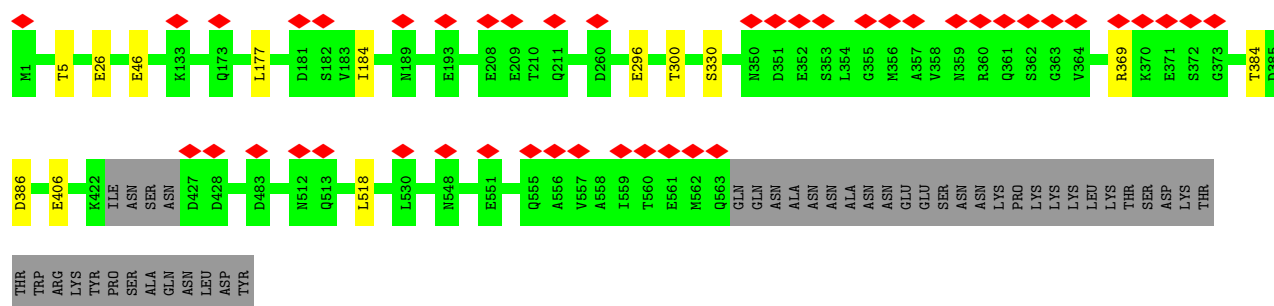 M1 T5 E26 E46 K133 Q173 L177 D181 S182 V183 I184 N189 E193 E208 E209 T210 Q211 D260 E296 T300 S330 N350 D351 E352 S353 L354 G355 M356 A357 V358 N359 R360 Q361 S362 G363 V364 R369 K370 E371 S372 G373 T384 D385
D386 E406 K422 ILE ASN SER ASN D427 D428 D483 N512 Q513 L518 L530 N548 E551 Q555 A556 V557 A558 I559 T560 E561 M562 Q563 GLN GLN ASN ALA ASN ASN ALA ASN ASN GLU GLU SER ASN ASN LYS PRO LYS LYS LYS LEU LYS THR SER ASP LYS THR
THR TRP ARG LYS TYR PRO SER ALA GLN ASN LEU ASP TYR